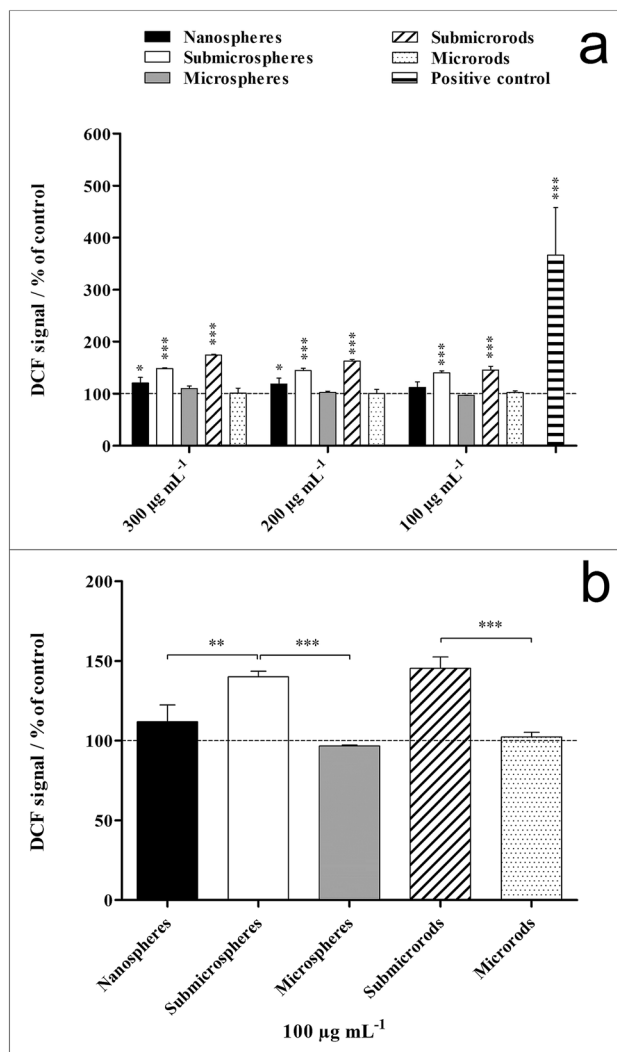 a
Nanospheres
Submicrospheres
Microspheres
Submicrorods
Microrods
Positive control
DCF signal / % of control
600
500
400
300
200
100
0
* *** *** * *** *** *** *** ***
300 µg mL⁻¹
200 µg mL⁻¹
100 µg mL⁻¹
b
DCF signal / % of control
200
150
100
50
0
** *** ***
Nanospheres
Submicrospheres
Microspheres
Submicrorods
Microrods
100 µg mL⁻¹